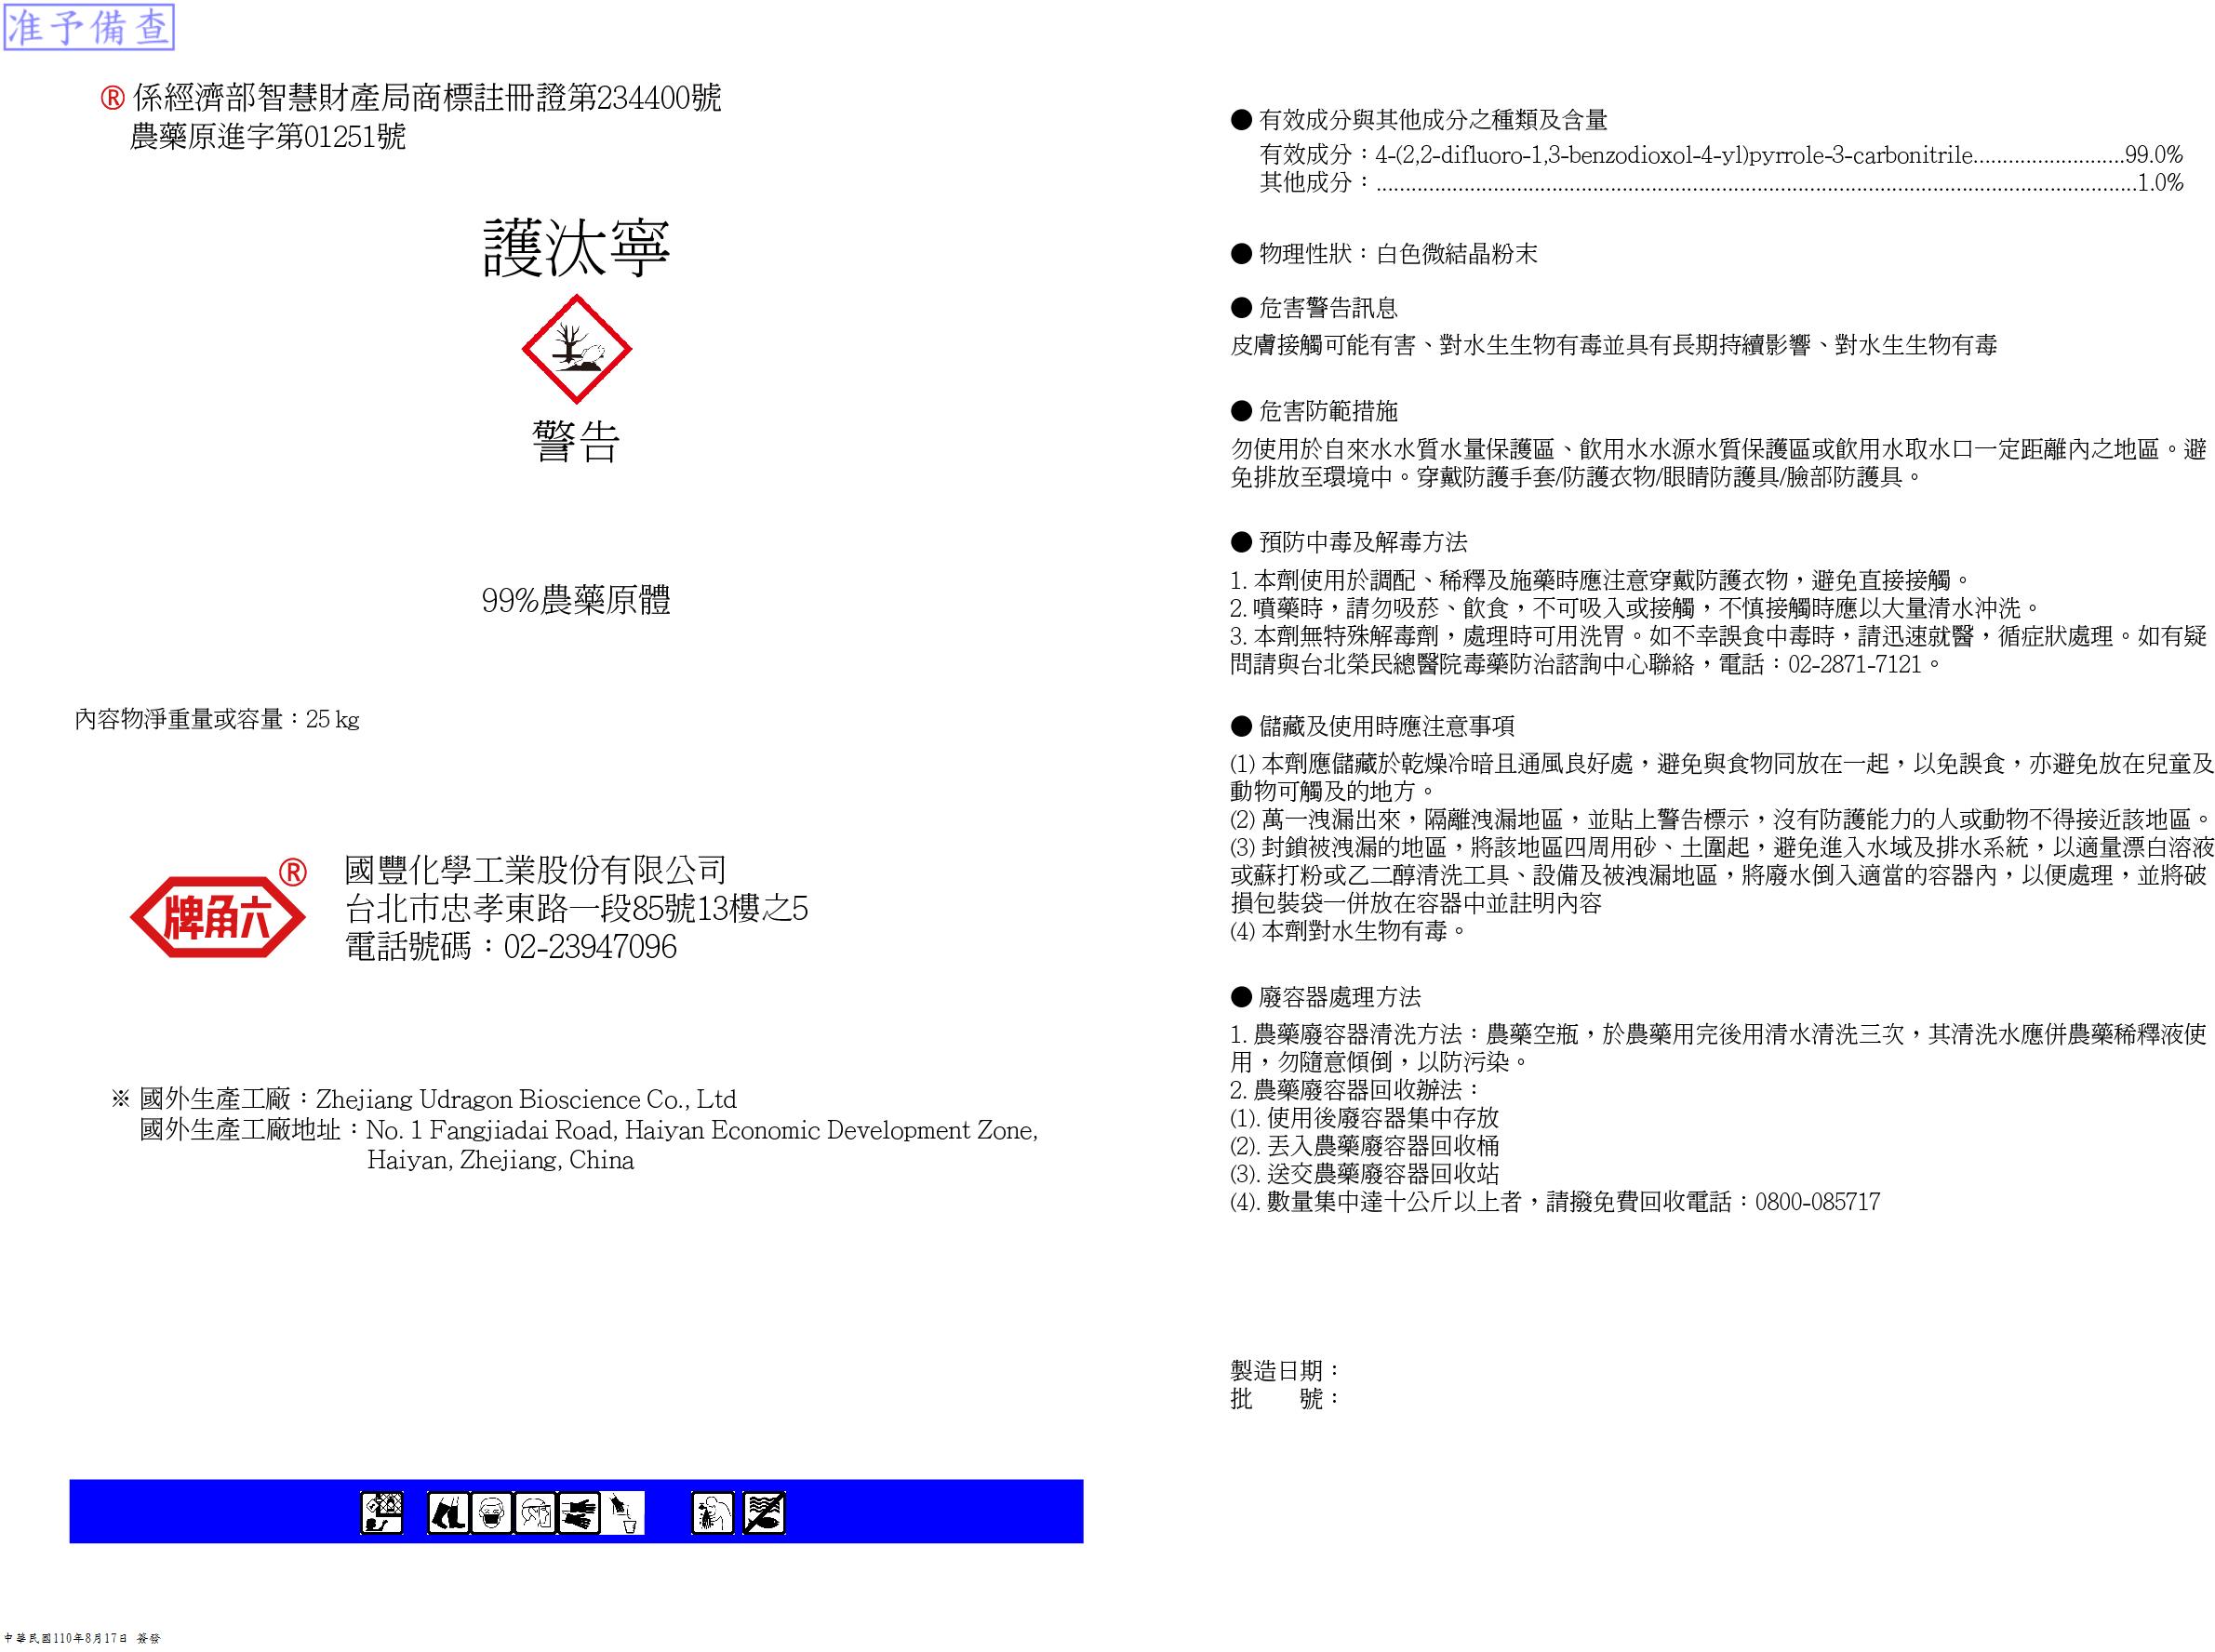 准予備查
® 係經濟部智慧財產局商標註冊證第234400號
農藥原進字第01251號
護汰寧
警告
99%農藥原體
內容物淨重量或容量：25 kg
®
牌角六
國豐化學工業股份有限公司
台北市忠孝東路一段85號13樓之5
電話號碼：02-23947096
※ 國外生產工廠：Zhejiang Udragon Bioscience Co., Ltd
國外生產工廠地址：No. 1 Fangjiadai Road, Haiyan Economic Development Zone,
Haiyan, Zhejiang, China
● 有效成分與其他成分之種類及含量
有效成分：4-(2,2-difluoro-1,3-benzodioxol-4-yl)pyrrole-3-carbonitrile..........................99.0%
其他成分：..................................................................................................................................1.0%
● 物理性狀：白色微結晶粉末
● 危害警告訊息
皮膚接觸可能有害、對水生生物有毒並具有長期持續影響、對水生生物有毒
● 危害防範措施
勿使用於自來水水質水量保護區、飲用水水源水質保護區或飲用水取水口一定距離內之地區。避
免排放至環境中。穿戴防護手套/防護衣物/眼睛防護具/臉部防護具。
● 預防中毒及解毒方法
1. 本劑使用於調配、稀釋及施藥時應注意穿戴防護衣物，避免直接接觸。
2. 噴藥時，請勿吸菸、飲食，不可吸入或接觸，不慎接觸時應以大量清水沖洗。
3. 本劑無特殊解毒劑，處理時可用洗胃。如不幸誤食中毒時，請迅速就醫，循症狀處理。如有疑
問請與台北榮民總醫院毒藥防治諮詢中心聯絡，電話：02-2871-7121。
● 儲藏及使用時應注意事項
(1) 本劑應儲藏於乾燥冷暗且通風良好處，避免與食物同放在一起，以免誤食，亦避免放在兒童及
動物可觸及的地方。
(2) 萬一洩漏出來，隔離洩漏地區，並貼上警告標示，沒有防護能力的人或動物不得接近該地區。
(3) 封鎖被洩漏的地區，將該地區四周用砂、土圍起，避免進入水域及排水系統，以適量漂白溶液
或蘇打粉或乙二醇清洗工具、設備及被洩漏地區，將廢水倒入適當的容器內，以便處理，並將破
損包裝袋一併放在容器中並註明內容
(4) 本劑對水生物有毒。
● 廢容器處理方法
1. 農藥廢容器清洗方法：農藥空瓶，於農藥用完後用清水清洗三次，其清洗水應併農藥稀釋液使
用，勿隨意傾倒，以防污染。
2. 農藥廢容器回收辦法：
(1). 使用後廢容器集中存放
(2). 丟入農藥廢容器回收桶
(3). 送交農藥廢容器回收站
(4). 數量集中達十公斤以上者，請撥免費回收電話：0800-085717
製造日期：
批　　號：
中華民國110年8月17日 簽發